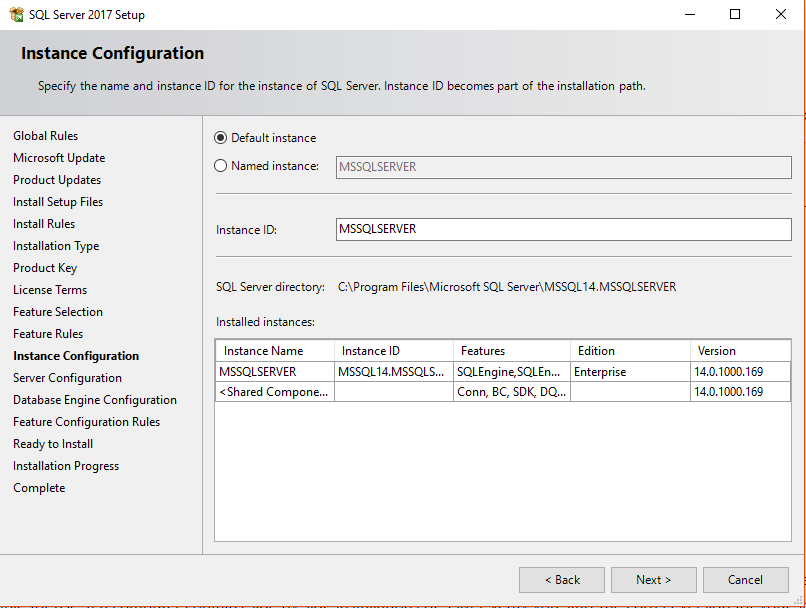 SQL Server 2017 Setup
Instance Configuration
Specify the name and instance ID for the instance of SQL Server. Instance ID becomes part of the installation path.
Global Rules
Microsoft Update
Product Updates
Install Setup Files
Install Rules
Installation Type
Product Key
License Terms
Feature Selection
Feature Rules
Instance Configuration
Server Configuration
Database Engine Configuration
Feature Configuration Rules
Ready to Install
Installation Progress
Complete
Default instance
Named instance: MSSQLSERVER
Instance ID: MSSQLSERVER
SQL Server directory: C:\Program Files\Microsoft SQL Server\MSSQL14.MSSQLSERVER
Installed instances:
Instance Name Instance ID Features Edition Version
MSSQLSERVER MSSQL14.MSSQLS... SQLEngine,SQLEn... Enterprise 14.0.1000.169
<Shared Compone... Conn, BC, SDK, DQ... 14.0.1000.169
< Back Next > Cancel